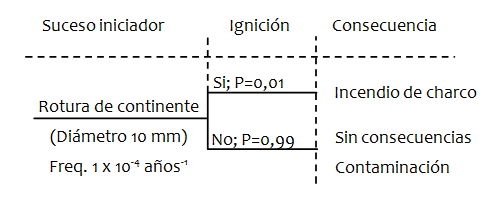 Suceso iniciador Ignición Consecuencia
Si; P=0,01
Incendio de charco
Rotura de continente
(Diámetro 10 mm) No; P=0,99 Sin consecuencias
Freq. 1 x 10⁻⁴ años⁻¹ Contaminación